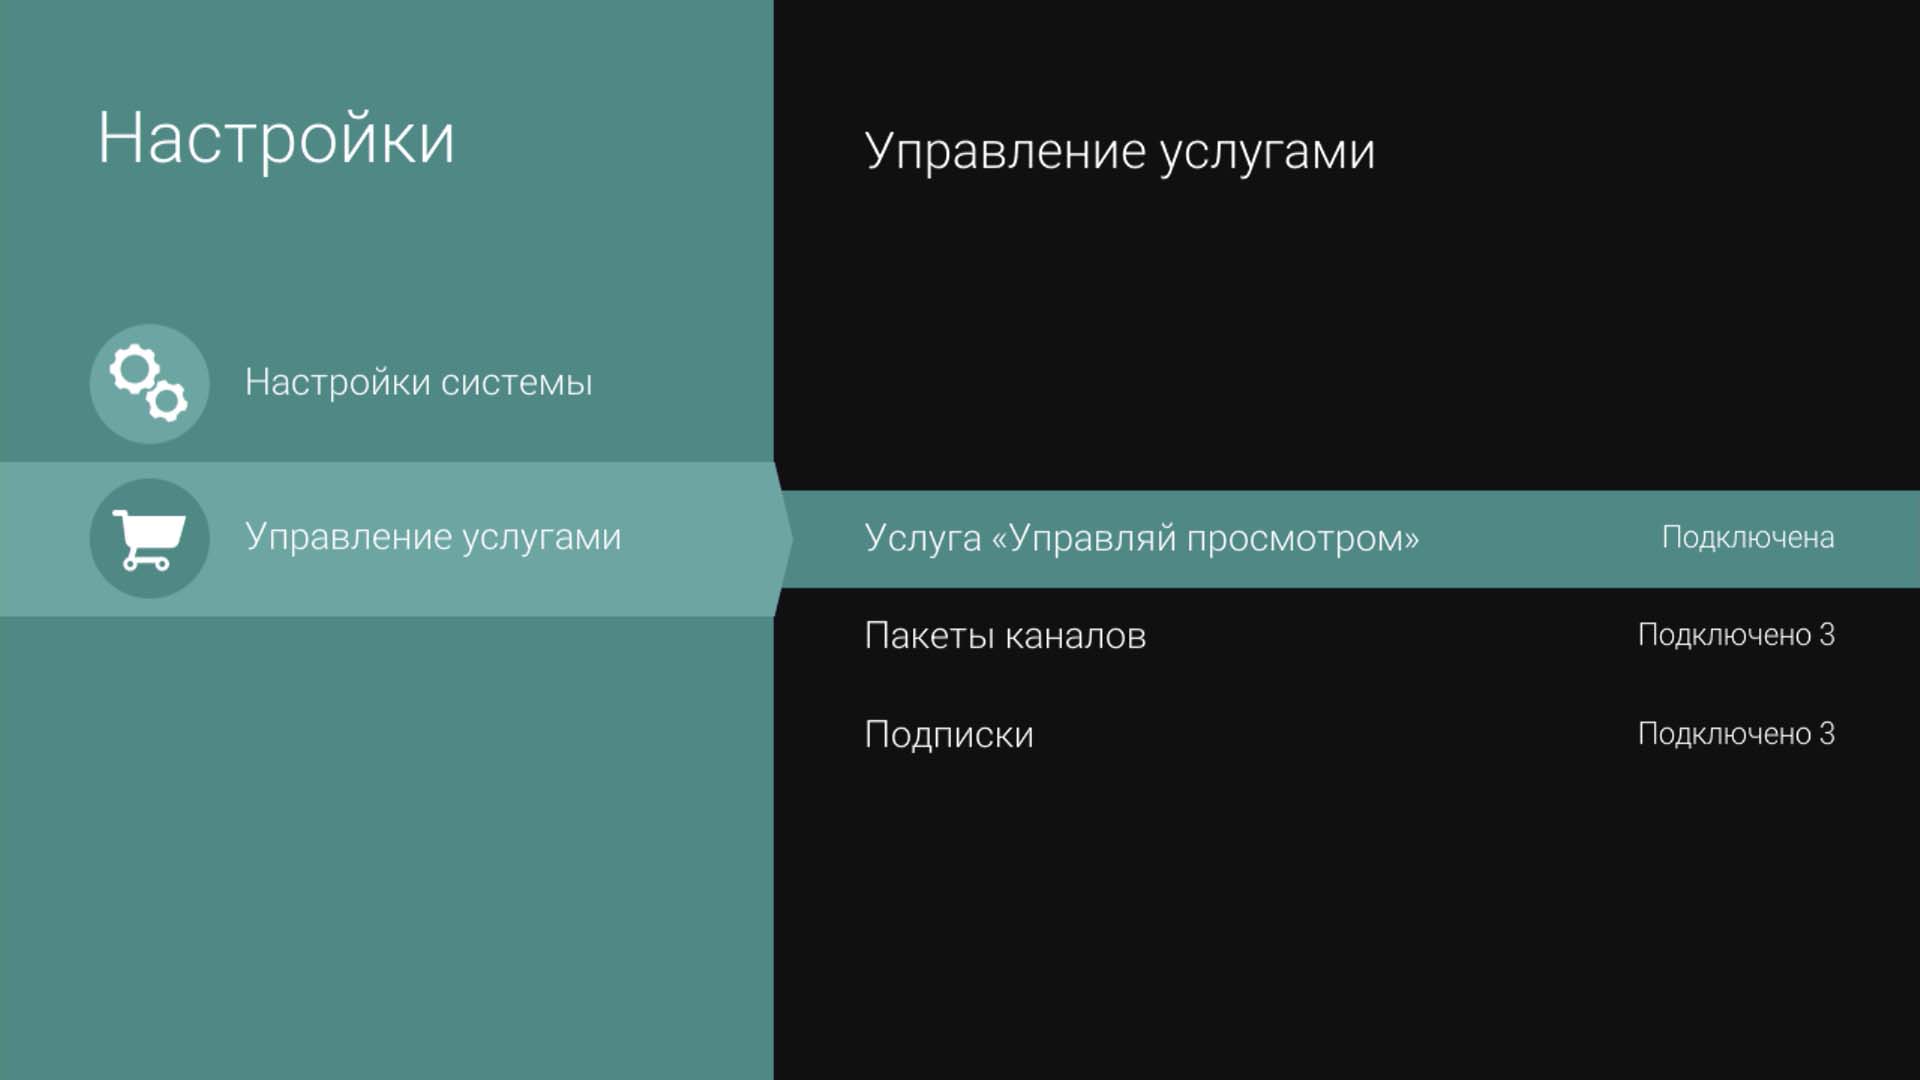 Настройки
Настройки системы
Управление услугами
Управление услугами
Услуга «Управляй просмотром» Подключена
Пакеты каналов Подключено 3
Подписки Подключено 3